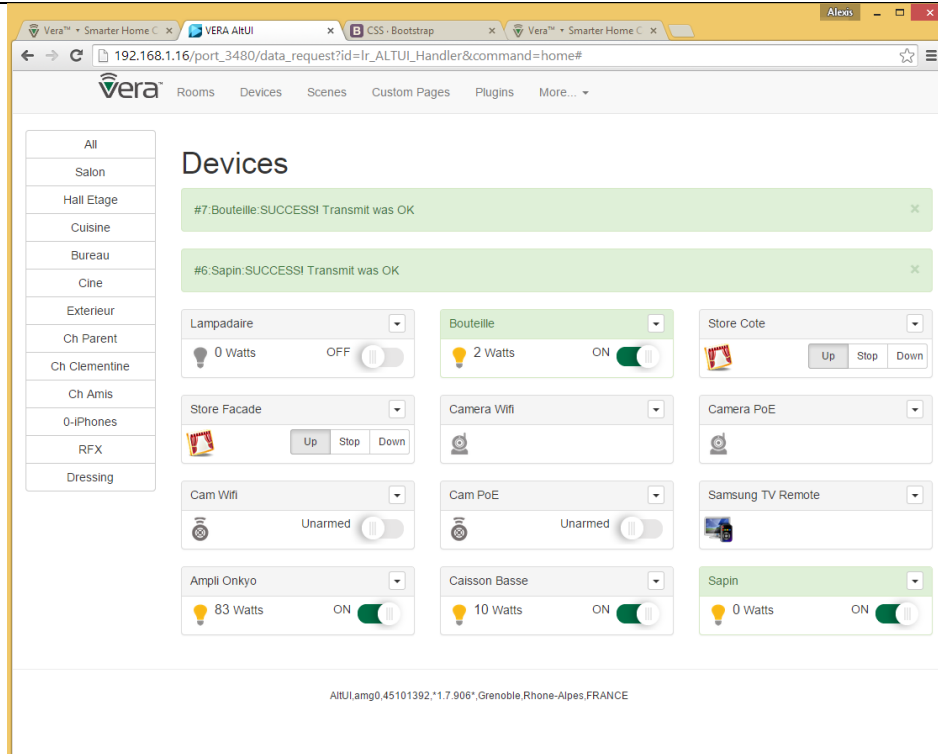 Alexis
Vera™ • Smarter Home C
VERA AltUI
CSS · Bootstrap
Vera™ • Smarter Home C
192.168.1.16/port_3480/data_request?id=lr_ALTUI_Handler&command=home#
vera™ Rooms Devices Scenes Custom Pages Plugins More...
All
Salon
Hall Etage
Cuisine
Bureau
Cine
Exterieur
Ch Parent
Ch Clementine
Ch Amis
0-iPhones
RFX
Dressing
Devices
#7:Bouteille:SUCCESS! Transmit was OK ×
#6:Sapin:SUCCESS! Transmit was OK ×
Lampadaire
0 Watts OFF
Bouteille
2 Watts ON
Store Cote
Up Stop Down
Store Facade
Up Stop Down
Camera Wifi
Camera PoE
Cam Wifi
Unarmed
Cam PoE
Unarmed
Samsung TV Remote
Ampli Onkyo
83 Watts ON
Caisson Basse
10 Watts ON
Sapin
0 Watts ON
AltUI,amg0,45101392,*1.7.906*,Grenoble,Rhone-Alpes,FRANCE